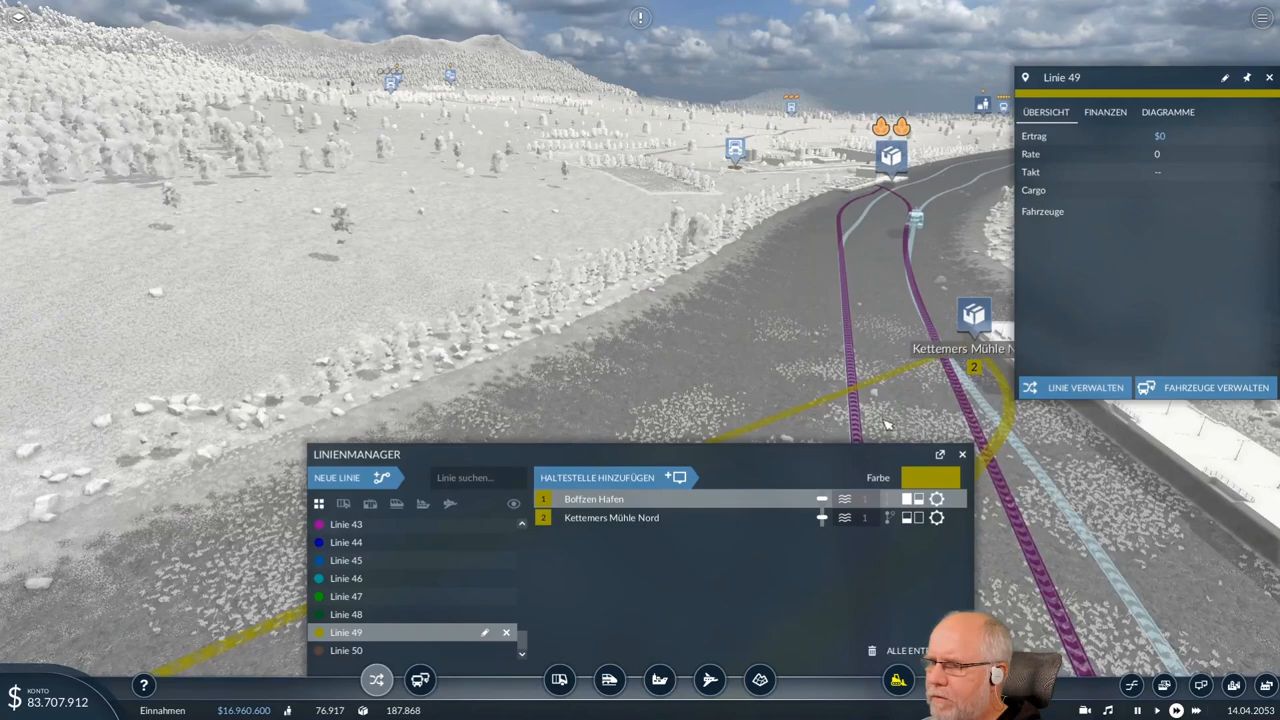 Linie 49
ÜBERSICHT FINANZEN DIAGRAMME
Ertrag $0
Rate 0
Takt --
Cargo
Fahrzeuge
LINIE VERWALTEN FAHRZEUGE VERWALTEN
Kettemers Mühle N
2
LINIENMANAGER
NEUE LINIE Linie suchen... HALTESTELLE HINZUFÜGEN Farbe
1 Boffzen Hafen 1
2 Kettemers Mühle Nord 1
Linie 43
Linie 44
Linie 45
Linie 46
Linie 47
Linie 48
Linie 49
Linie 50
ALLE ENT
KONTO
$ 83.707.912
?
Einnahmen $16.960.600 76.917 187.868
14.04.2053